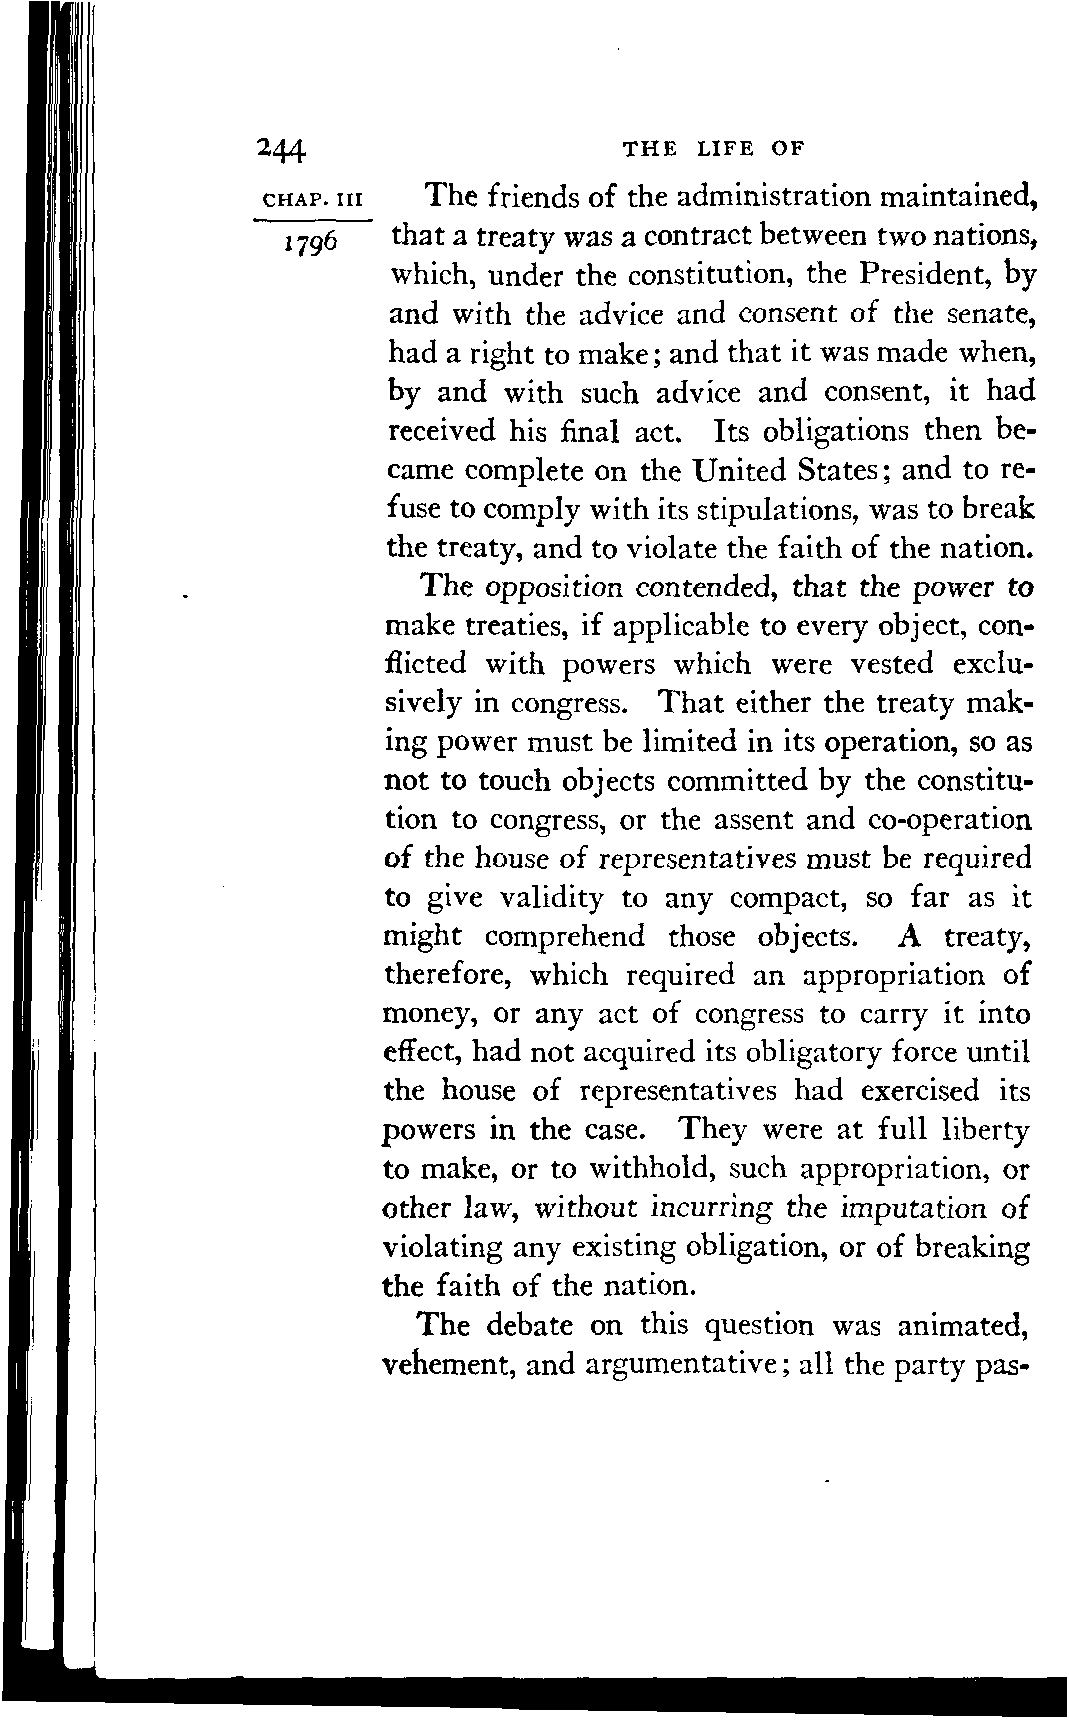 244 THE LIFE OF
CHAP. III The friends of the administration maintained,
1796 that a treaty was a contract between two nations,
which, under the constitution, the President, by
and with the advice and consent of the senate,
had a right to make; and that it was made when,
by and with such advice and consent, it had
received his final act. Its obligations then be-
came complete on the United States; and to re-
fuse to comply with its stipulations, was to break
the treaty, and to violate the faith of the nation.
The opposition contended, that the power to
make treaties, if applicable to every object, con-
flicted with powers which were vested exclu-
sively in congress. That either the treaty mak-
ing power must be limited in its operation, so as
not to touch objects committed by the constitu-
tion to congress, or the assent and co-operation
of the house of representatives must be required
to give validity to any compact, so far as it
might comprehend those objects. A treaty,
therefore, which required an appropriation of
money, or any act of congress to carry it into
effect, had not acquired its obligatory force until
the house of representatives had exercised its
powers in the case. They were at full liberty
to make, or to withhold, such appropriation, or
other law, without incurring the imputation of
violating any existing obligation, or of breaking
the faith of the nation.
The debate on this question was animated,
vehement, and argumentative; all the party pas-